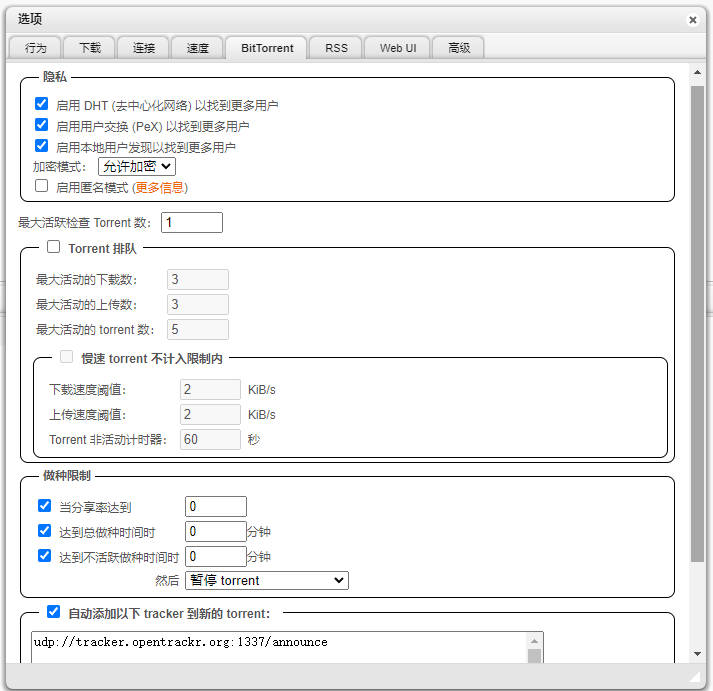 选项
行为 下载 连接 速度 BitTorrent RSS Web UI 高级
隐私
启用 DHT (去中心化网络) 以找到更多用户
启用用户交换 (PeX) 以找到更多用户
启用本地用户发现以找到更多用户
加密模式： 允许加密
启用匿名模式 (更多信息)
最大活跃检查 Torrent 数： 1
Torrent 排队
最大活动的下载数： 3
最大活动的上传数： 3
最大活动的 torrent 数： 5
慢速 torrent 不计入限制内
下载速度阈值： 2 KiB/s
上传速度阈值： 2 KiB/s
Torrent 非活动计时器： 60 秒
做种限制
当分享率达到 0
达到总做种时间时 0 分钟
达到不活跃做种时间时 0 分钟
然后 暂停 torrent
自动添加以下 tracker 到新的 torrent：
udp://tracker.opentrackr.org:1337/announce